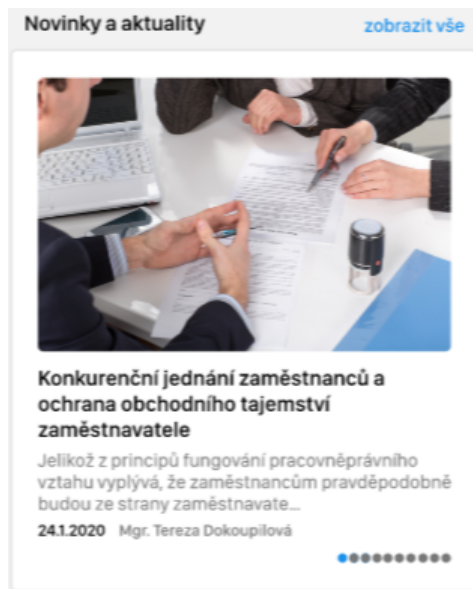 Novinky a aktuality
zobrazit vše
Konkurenční jednání zaměstnanců a
ochrana obchodního tajemství
zaměstnavatele
Jelikož z principů fungování pracovněprávního
vztahu vyplývá, že zaměstnancům pravděpodobně
budou ze strany zaměstnavate...
24.1.2020 Mgr. Tereza Dokoupilová